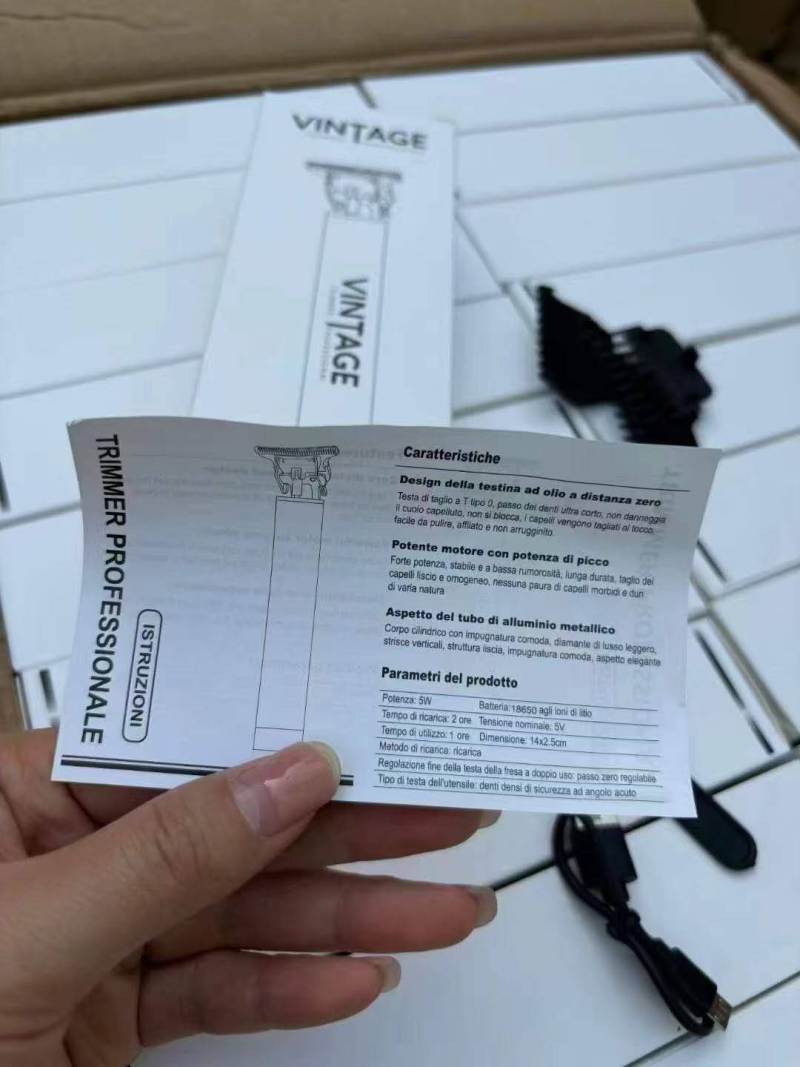 VINTAGE
VINTAGE
TRIMMER PROFESSIONALE
ISTRUZIONI
Caratteristiche
Design della testina ad olio a distanza zero
Testa di taglio a T tipo 0, passo dei denti ultra corto, non danneggia
il cuoio capelluto, non si blocca, i capelli vengono tagliati al tocco,
facile da pulire, affilato e non arrugginito.
Potente motore con potenza di picco
Forte potenza, stabile e a bassa rumorosità, lunga durata, taglio dei
capelli liscio e omogeneo, nessuna paura di capelli morbidi e duri
di varia natura
Aspetto del tubo di alluminio metallico
Corpo cilindrico con impugnatura comoda, diamante di lusso leggero,
strisce verticali, struttura liscia, impugnatura comoda, aspetto elegante
Parametri del prodotto
Potenza: 5W Batteria: 18650 agli ioni di litio
Tempo di ricarica: 2 ore Tensione nominale: 5V
Tempo di utilizzo: 1 ore Dimensione: 14x2.5cm
Metodo di ricarica: ricarica
Regolazione fine della testa della fresa a doppio uso: passo zero regolabile
Tipo di testa dell'utensile: denti densi di sicurezza ad angolo acuto